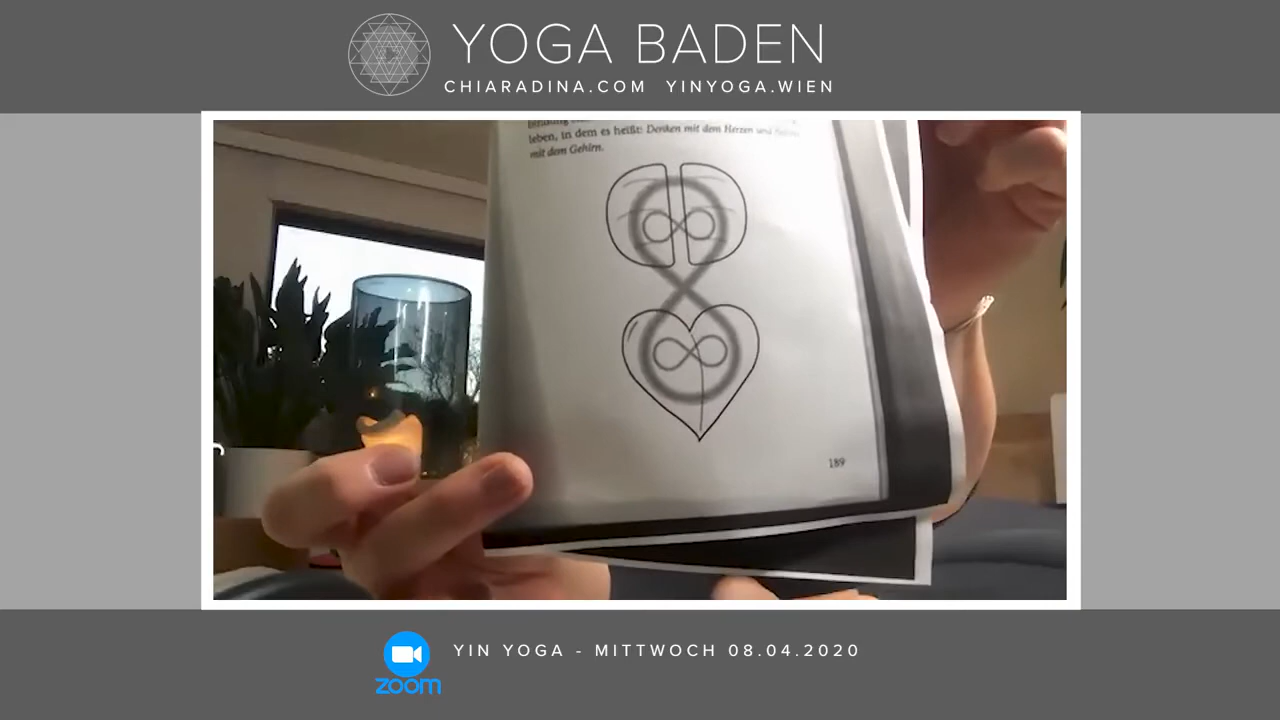 YOGA BADEN
CHIARADINA.COM YINYOGA.WIEN
leben, in dem es heißt: Denken mit dem Herzen und
mit dem Gehirn.
189
zoom
YIN YOGA - MITTWOCH 08.04.2020